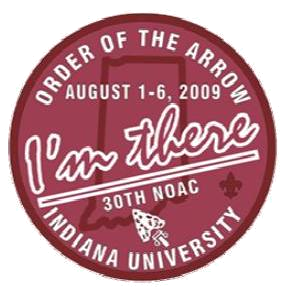 ORDER OF THE ARROW
AUGUST 1-6, 2009
I'm there
30TH NOAC
INDIANA UNIVERSITY